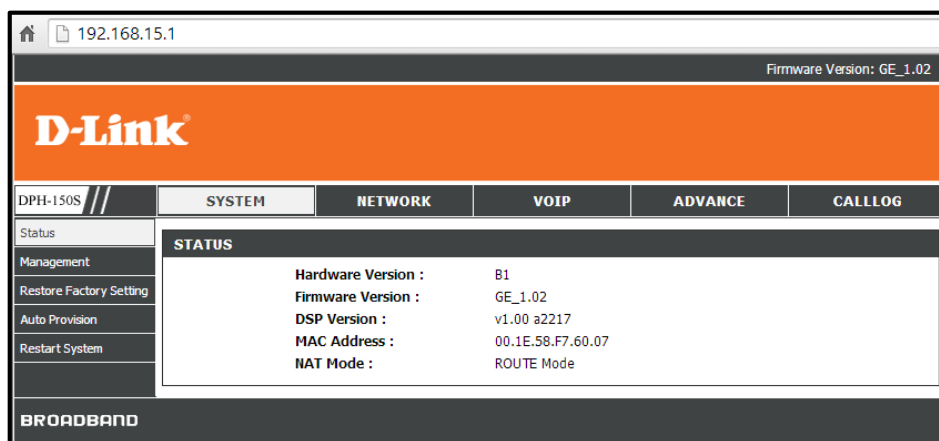 192.168.15.1
Firmware Version: GE_1.02
D-Link®
DPH-150S SYSTEM NETWORK VOIP ADVANCE CALLLOG
Status
Management
Restore Factory Setting
Auto Provision
Restart System
STATUS
Hardware Version : B1
Firmware Version : GE_1.02
DSP Version : v1.00 a2217
MAC Address : 00.1E.58.F7.60.07
NAT Mode : ROUTE Mode
BROADBAND